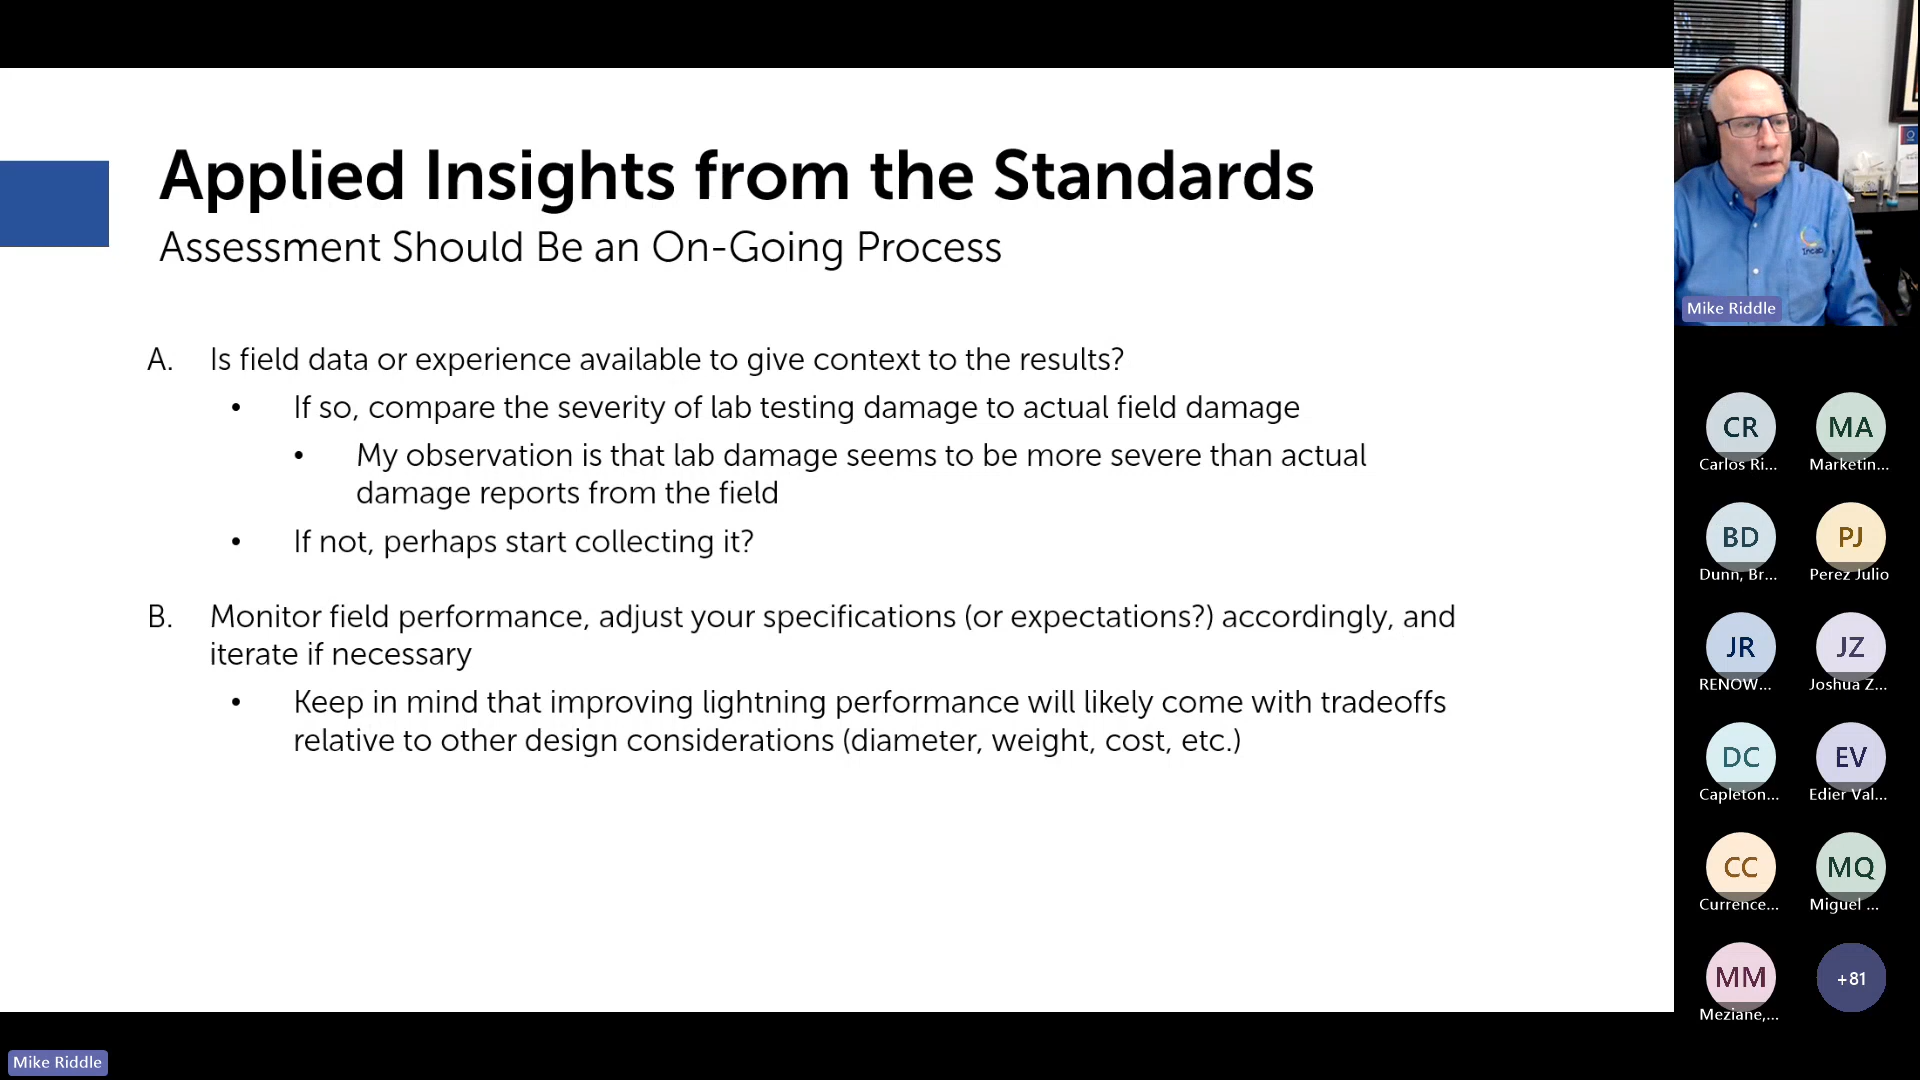 Applied Insights from the Standards
Assessment Should Be an On-Going Process
A. Is field data or experience available to give context to the results?
• If so, compare the severity of lab testing damage to actual field damage
• My observation is that lab damage seems to be more severe than actual
damage reports from the field
• If not, perhaps start collecting it?
B. Monitor field performance, adjust your specifications (or expectations?) accordingly, and
iterate if necessary
• Keep in mind that improving lightning performance will likely come with tradeoffs
relative to other design considerations (diameter, weight, cost, etc.)
Incab
Mike Riddle
CR MA
Carlos Ri... Marketin...
BD PJ
Dunn, Br... Perez Julio
JR JZ
RENOW... Joshua Z...
DC EV
Capleton... Edier Val...
CC MQ
Currence... Miguel ...
MM +81
Meziane,...
Mike Riddle